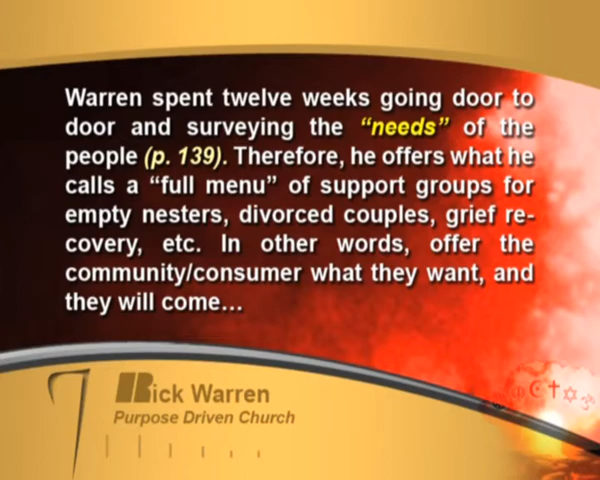 Warren spent twelve weeks going door to
door and surveying the “needs” of the
people (p. 139). Therefore, he offers what he
calls a “full menu” of support groups for
empty nesters, divorced couples, grief re-
covery, etc. In other words, offer the
community/consumer what they want, and
they will come…
Rick Warren
Purpose Driven Church